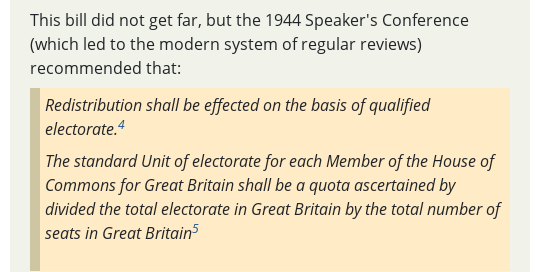 This bill did not get far, but the 1944 Speaker's Conference
(which led to the modern system of regular reviews)
recommended that:
Redistribution shall be effected on the basis of qualified
electorate.4
The standard Unit of electorate for each Member of the House of
Commons for Great Britain shall be a quota ascertained by
divided the total electorate in Great Britain by the total number of
seats in Great Britain5